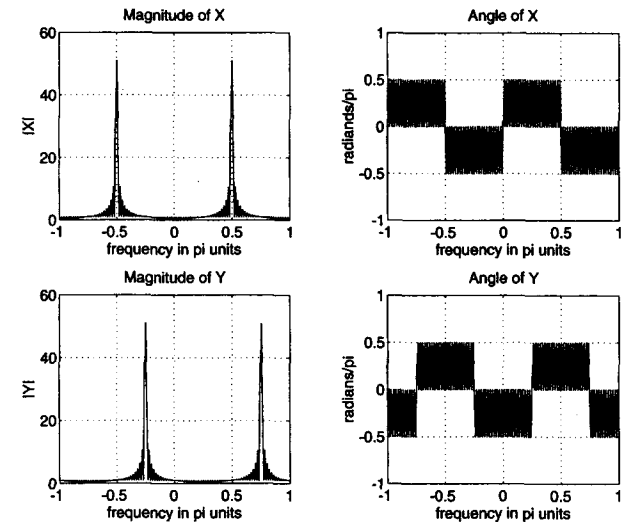 Magnitude of X
60
40
20
0
|X|
-1 -0.5 0 0.5 1
frequency in pi units
Angle of X
1
0.5
0
-0.5
-1
radiands/pi
-1 -0.5 0 0.5 1
frequency in pi units
Magnitude of Y
60
40
20
0
|Y|
-1 -0.5 0 0.5 1
frequency in pi units
Angle of Y
1
0.5
0
-0.5
-1
radians/pi
-1 -0.5 0 0.5 1
frequency in pi units